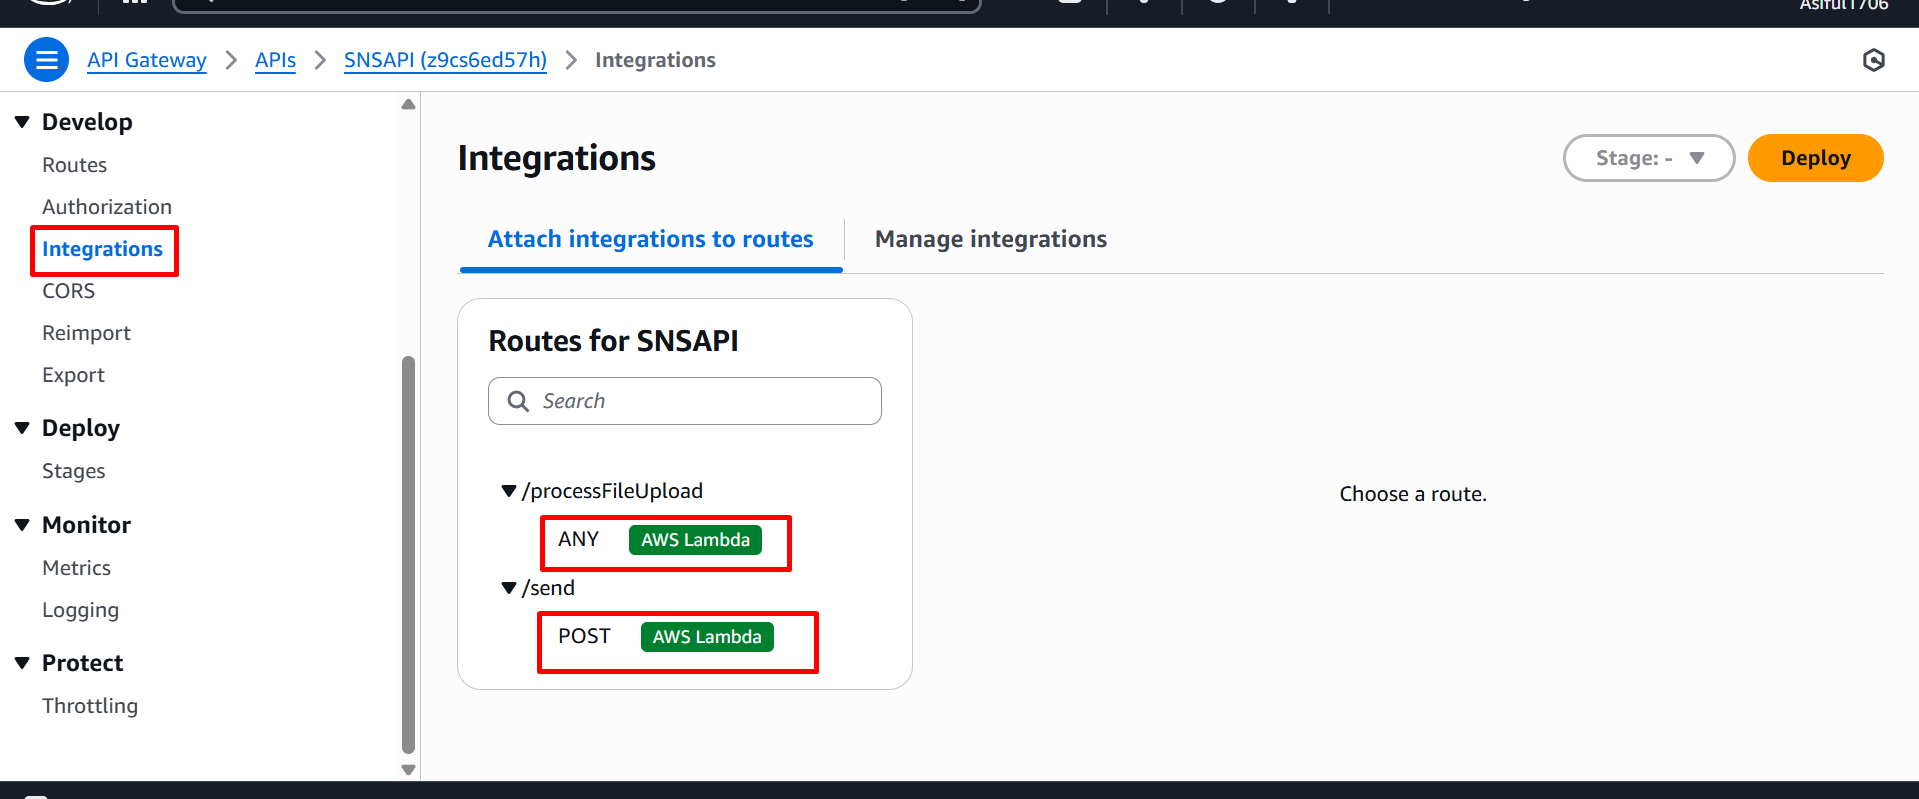 Asiful1706
API Gateway > APIs > SNSAPI (z9cs6ed57h) > Integrations
Develop
Routes
Authorization
Integrations
CORS
Reimport
Export
Deploy
Stages
Monitor
Metrics
Logging
Protect
Throttling
Integrations
Stage: -
Deploy
Attach integrations to routes
Manage integrations
Routes for SNSAPI
Search
/processFileUpload
ANY AWS Lambda
/send
POST AWS Lambda
Choose a route.